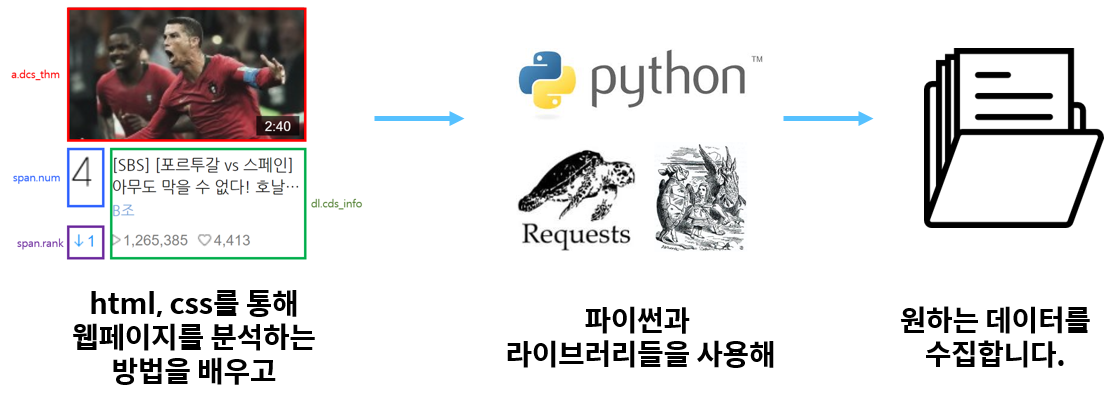 a.dcs_thm
2:40
span.num
4
[SBS] [포르투갈 vs 스페인]
아무도 막을 수 없다! 호날…
B조
dl.cds_info
span.rank
↓1
▷1,265,385 ♡4,413
html, css를 통해
웹페이지를 분석하는
방법을 배우고
python™
Requests
파이썬과
라이브러리들을 사용해
원하는 데이터를
수집합니다.